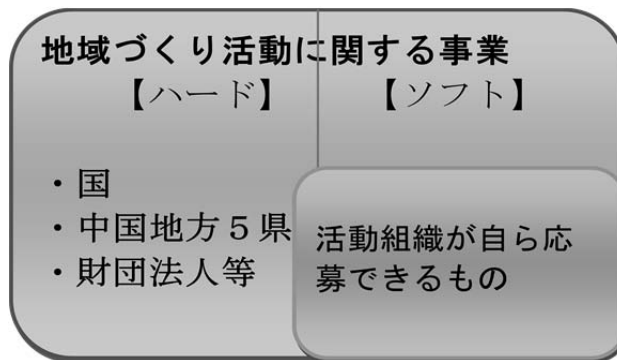 地域づくり活動に関する事業
【ハード】 【ソフト】
・国
・中国地方５県
・財団法人等
活動組織が自ら応
募できるもの